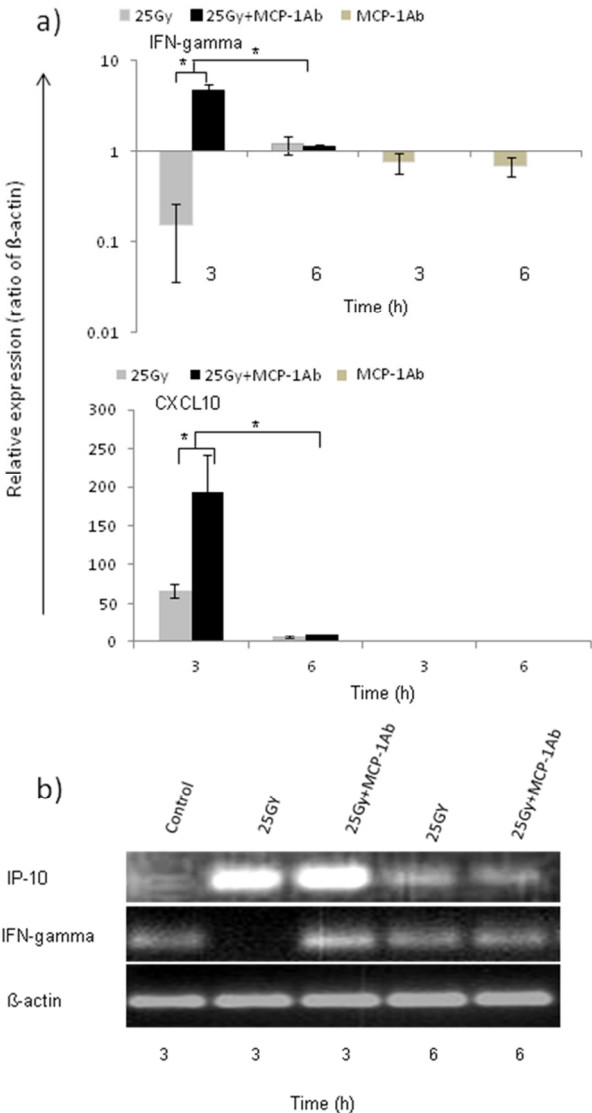 a)
25Gy 25Gy+MCP-1Ab MCP-1Ab
IFN-gamma
* *
10
1
0.1
0.01
3 6 3 6
Time (h)
Relative expression (ratio of ß-actin)
25Gy 25Gy+MCP-1Ab MCP-1Ab
CXCL10
* *
300
250
200
150
100
50
0
3 6 3 6
Time (h)
b)
Control 25GY 25Gy+MCP-1Ab 25GY 25Gy+MCP-1Ab
IP-10
IFN-gamma
ß-actin
3 3 3 6 6
Time (h)